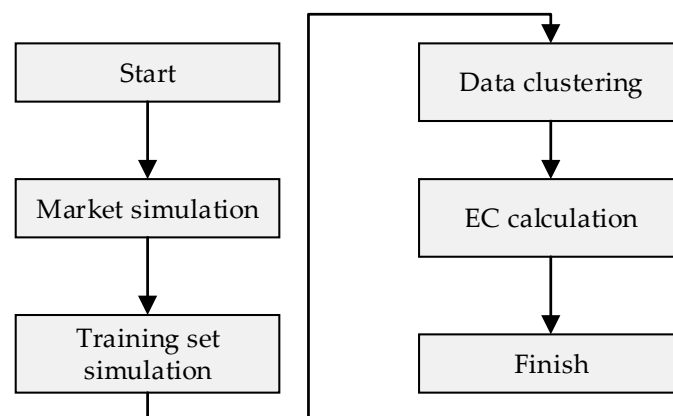 Start
Market simulation
Training set
simulation
Data clustering
EC calculation
Finish